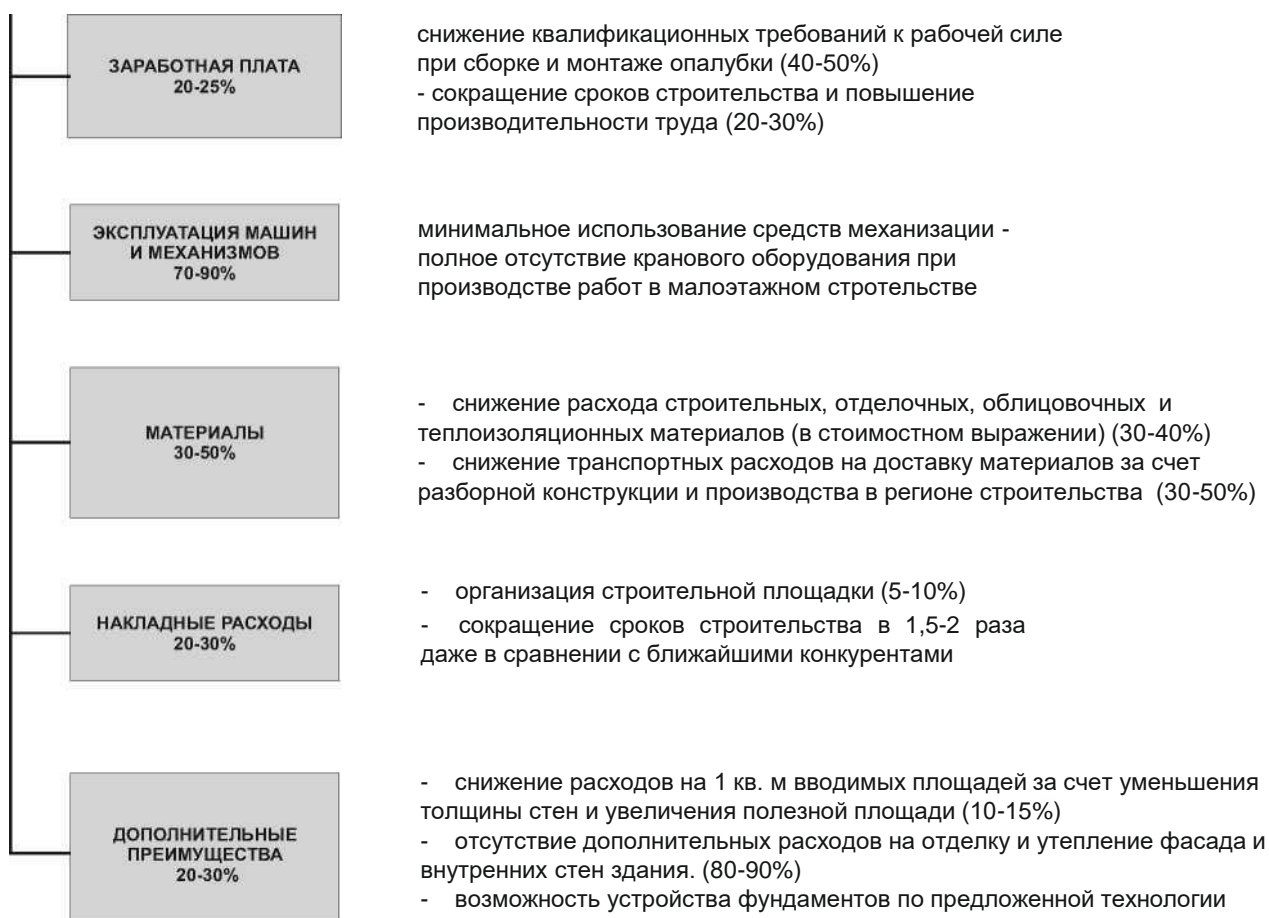 ЗАРАБОТНАЯ ПЛАТА
20-25%
снижение квалификационных требований к рабочей силе
при сборке и монтаже опалубки (40-50%)
- сокращение сроков строительства и повышение
производительности труда (20-30%)
ЭКСПЛУАТАЦИЯ МАШИН
И МЕХАНИЗМОВ
70-90%
минимальное использование средств механизации -
полное отсутствие кранового оборудования при
производстве работ в малоэтажном стротельстве
МАТЕРИАЛЫ
30-50%
- снижение расхода строительных, отделочных, облицовочных и
теплоизоляционных материалов (в стоимостном выражении) (30-40%)
- снижение транспортных расходов на доставку материалов за счет
разборной конструкции и производства в регионе строительства (30-50%)
НАКЛАДНЫЕ РАСХОДЫ
20-30%
- организация строительной площадки (5-10%)
- сокращение сроков строительства в 1,5-2 раза
даже в сравнении с ближайшими конкурентами
ДОПОЛНИТЕЛЬНЫЕ
ПРЕИМУЩЕСТВА
20-30%
- снижение расходов на 1 кв. м вводимых площадей за счет уменьшения
толщины стен и увеличения полезной площади (10-15%)
- отсутствие дополнительных расходов на отделку и утепление фасада и
внутренних стен здания. (80-90%)
- возможность устройства фундаментов по предложенной технологии